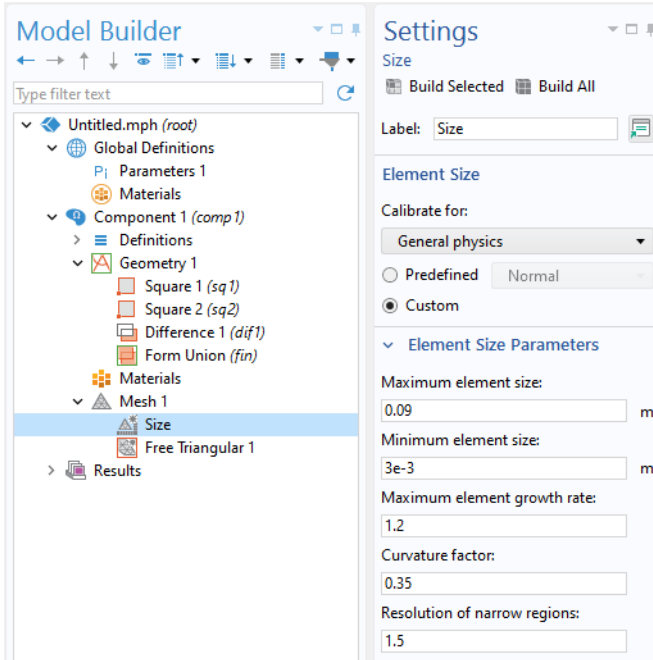 Model Builder
Type filter text
Untitled.mph (root)
Global Definitions
Pi Parameters 1
Materials
Component 1 (comp1)
Definitions
Geometry 1
Square 1 (sq1)
Square 2 (sq2)
Difference 1 (dif1)
Form Union (fin)
Materials
Mesh 1
Size
Free Triangular 1
Results
Settings
Size
Build Selected Build All
Label: Size
Element Size
Calibrate for:
General physics
Predefined Normal
Custom
Element Size Parameters
Maximum element size:
0.09 m
Minimum element size:
3e-3 m
Maximum element growth rate:
1.2
Curvature factor:
0.35
Resolution of narrow regions:
1.5